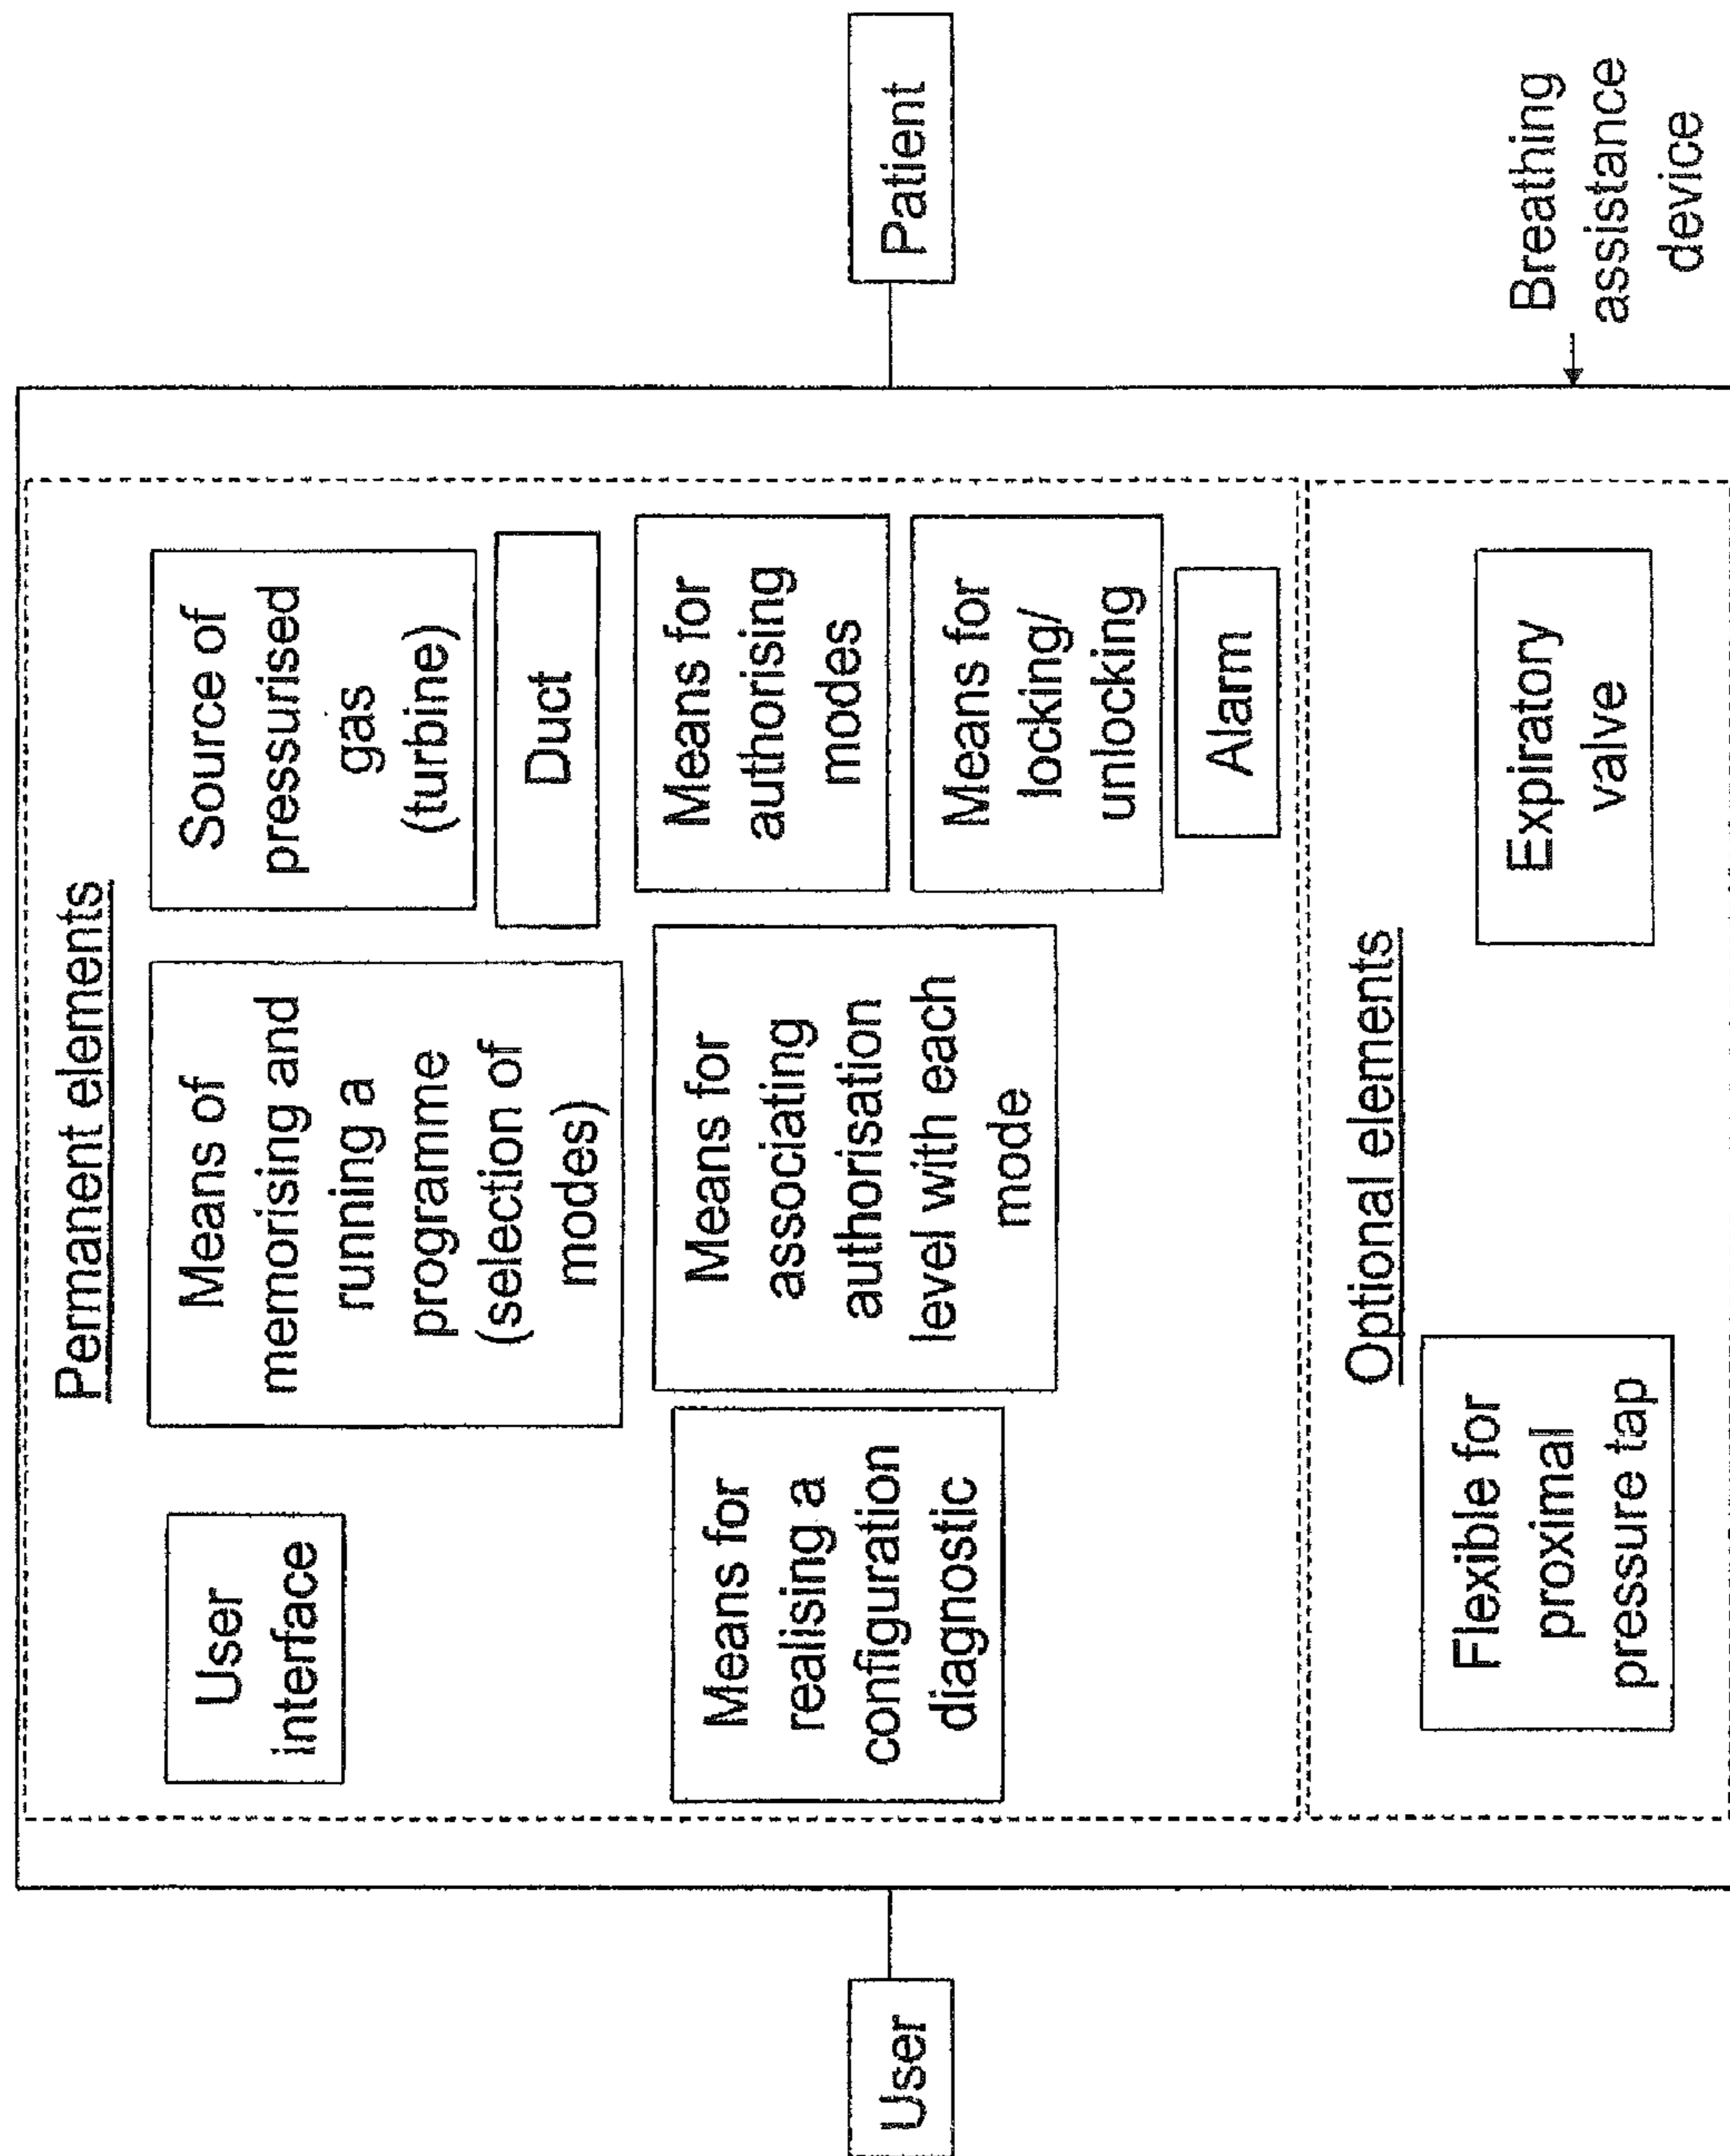 Permanent elements
User
interface
Means of
memorising and
running a
programme
(selection of
modes)
Source of
pressurised
gas
(turbine)
Duct
Means for
realising a
configuration
diagnostic
Means for
associating
authorisation
level with each
mode
Means for
authorising
modes
Means for
locking/
unlocking
Alarm
User
Patient
Optional elements
Flexible for
proximal
pressure tap
Expiratory
valve
Breathing
assistance
device